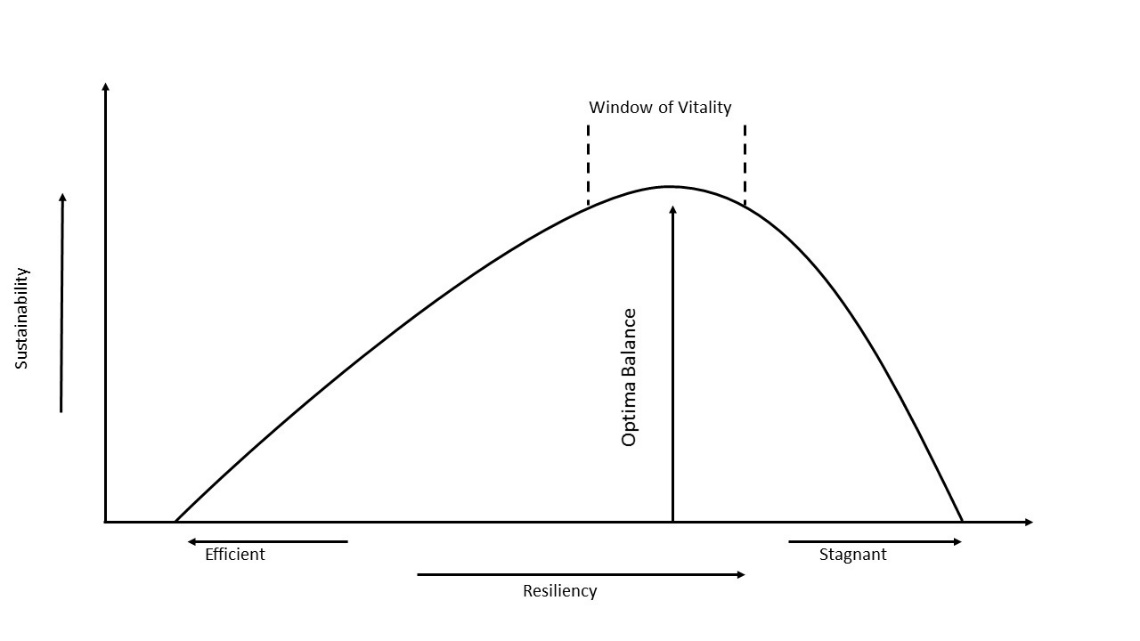 Window of Vitality
Sustainability
Optima Balance
Efficient
Stagnant
Resiliency